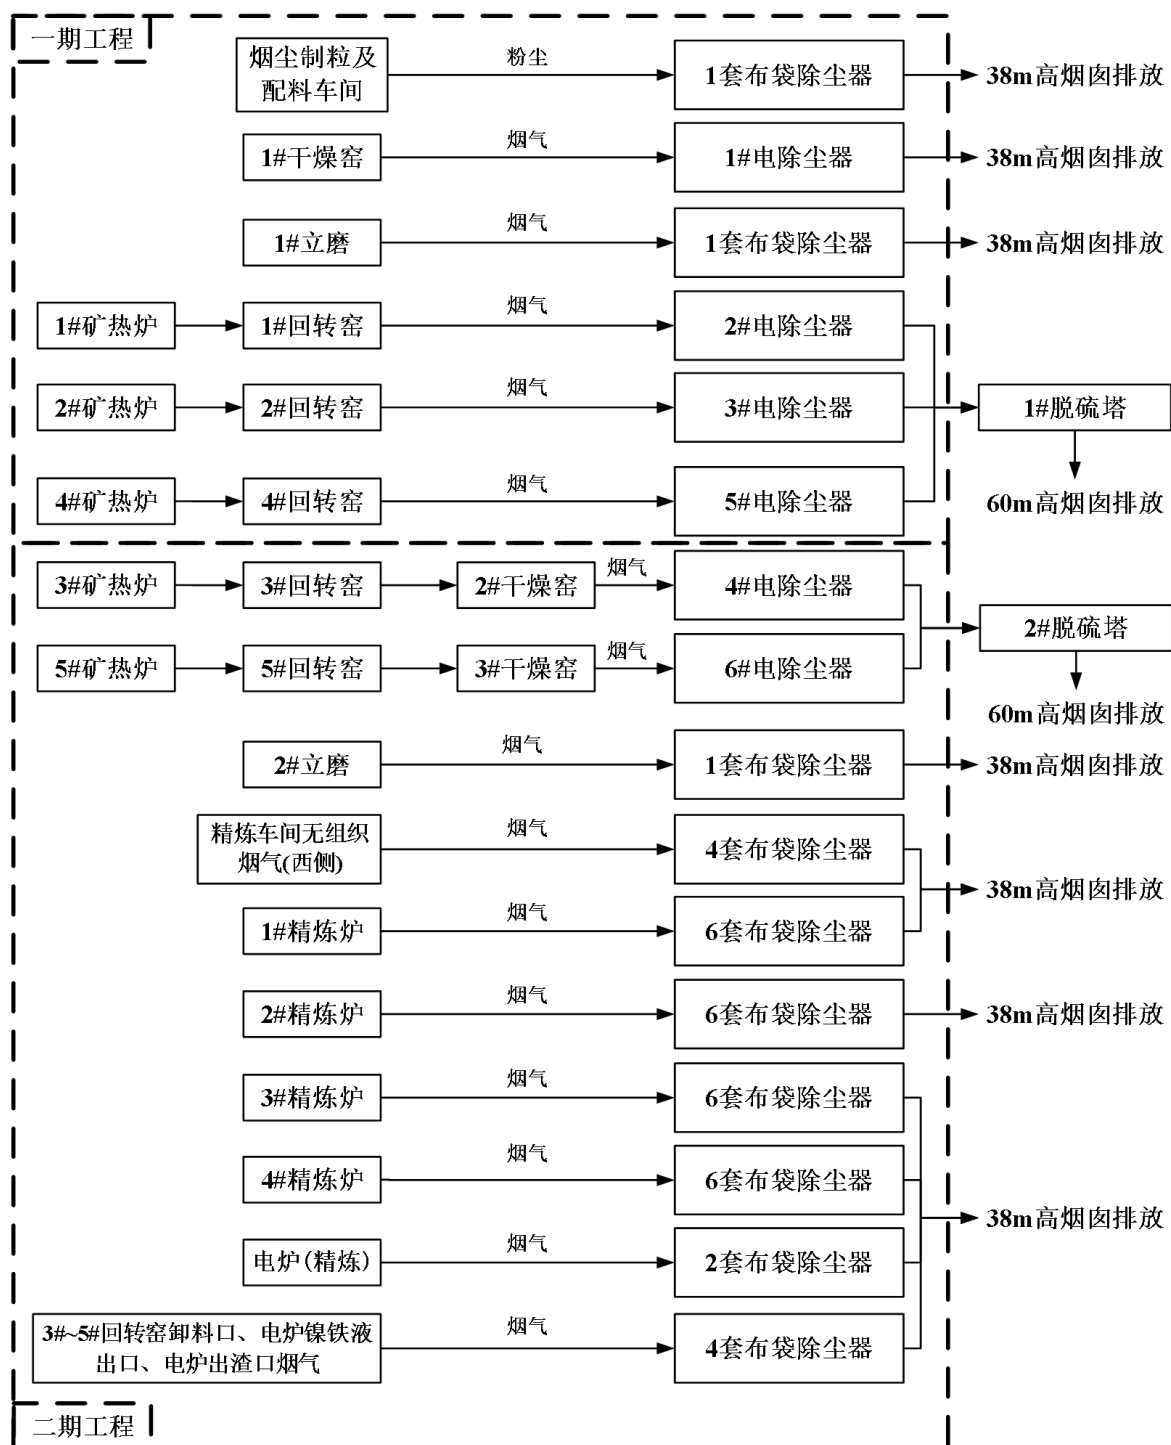 一期工程
烟尘制粒及
配料车间
粉尘
1套布袋除尘器
38m高烟囱排放
1#干燥窑
烟气
1#电除尘器
38m高烟囱排放
1#立磨
烟气
1套布袋除尘器
38m高烟囱排放
1#矿热炉
1#回转窑
烟气
2#电除尘器
2#矿热炉
2#回转窑
烟气
3#电除尘器
1#脱硫塔
4#矿热炉
4#回转窑
烟气
5#电除尘器
60m高烟囱排放
3#矿热炉
3#回转窑
2#干燥窑
烟气
4#电除尘器
2#脱硫塔
5#矿热炉
5#回转窑
3#干燥窑
烟气
6#电除尘器
60m高烟囱排放
2#立磨
烟气
1套布袋除尘器
38m高烟囱排放
精炼车间无组织
烟气(西侧)
烟气
4套布袋除尘器
38m高烟囱排放
1#精炼炉
烟气
6套布袋除尘器
2#精炼炉
烟气
6套布袋除尘器
38m高烟囱排放
3#精炼炉
烟气
6套布袋除尘器
4#精炼炉
烟气
6套布袋除尘器
38m高烟囱排放
电炉(精炼)
烟气
2套布袋除尘器
3#~5#回转窑卸料口、电炉镍铁液
出口、电炉出渣口烟气
烟气
4套布袋除尘器
二期工程